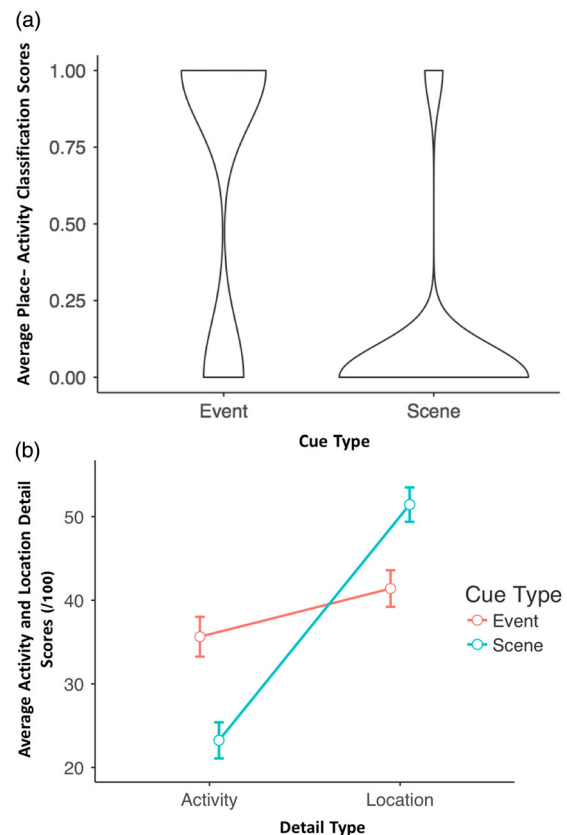 (a)
Average Place- Activity Classification Scores
1.00
0.75
0.50
0.25
0.00
Event
Scene
Cue Type
(b)
Average Activity and Location Detail
Scores (/100)
50
40
30
20
Activity
Location
Detail Type
Cue Type
Event
Scene